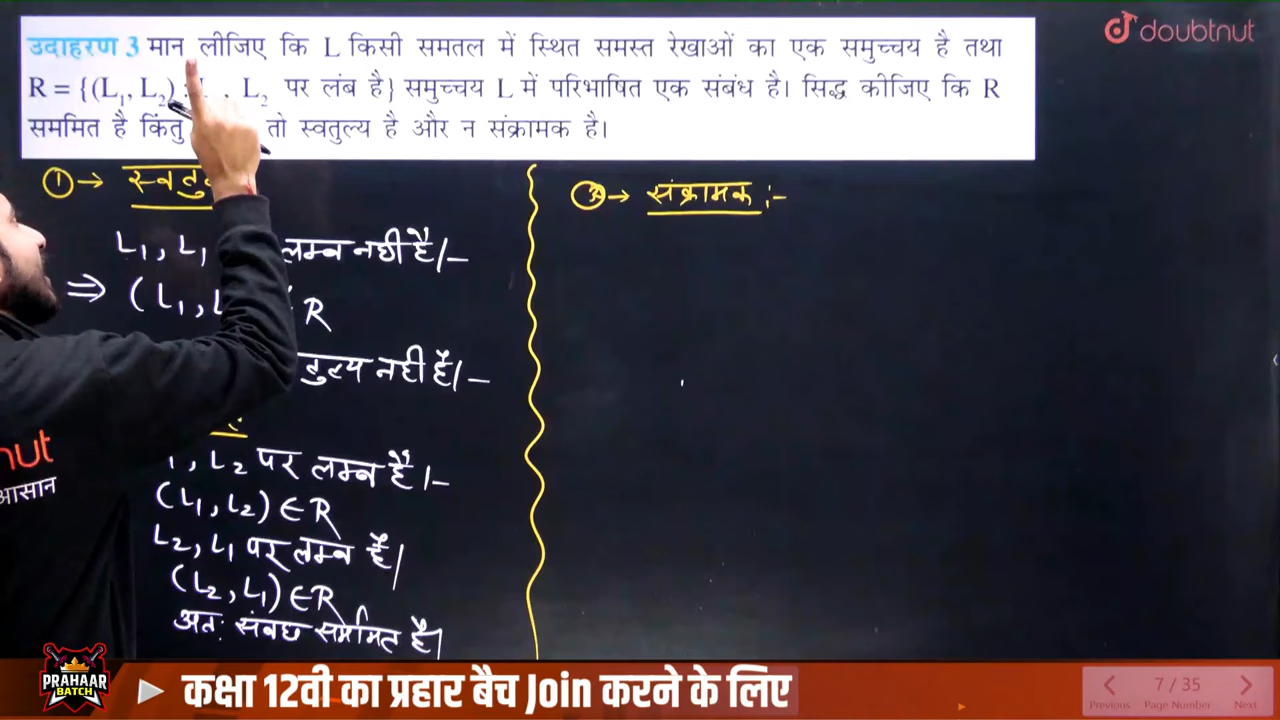 उदाहरण 3 मान लीजिए कि L किसी समतल में स्थित समस्त रेखाओं का एक समुच्चय है तथा
R = {(L₁, L₂) : L₂ पर लंब है} समुच्चय L में परिभाषित एक संबंध है। सिद्ध कीजिए कि R
सममित है किंतु तो स्वतुल्य है और न संक्रामक है।
doubtnut
① →
L₁, L₁ लम्ब नही है।-
⇒ (L₁, R
तुल्य नही है।-
, L₂ पर लम्ब है।-
(L₁, L₂) ∈ R
L₂, L₁ पर लम्ब है।
(L₂, L₁) ∈ R
अतः संबध सममित है।
③ → संक्रामक :-
nut
आसान
PRAHAAR
BATCH
कक्षा 12वी का प्रहार बैच Join करने के लिए
7 / 35
Previous Page Number Next